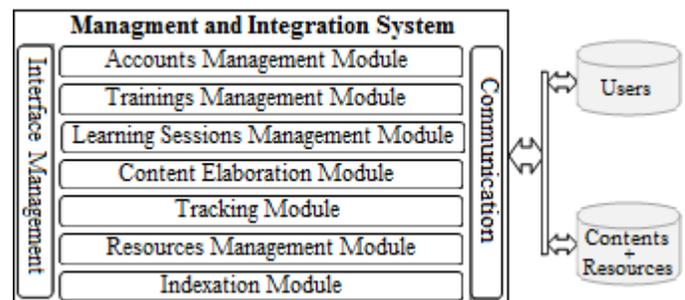 Managment and Integration System
Interface Management
Accounts Management Module
Trainings Management Module
Learning Sessions Management Module
Content Elaboration Module
Tracking Module
Resources Management Module
Indexation Module
Communication
Users
Contents
+
Resources